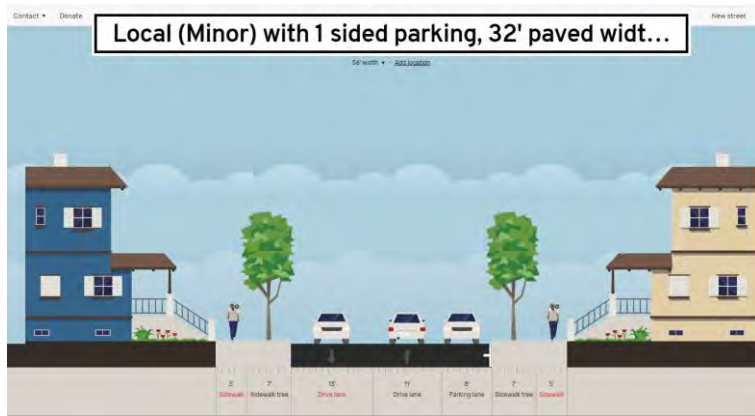 Contact ▾ Donate
New street
Local (Minor) with 1 sided parking, 32' paved widt...
56' width ▾ · Add location
5' 7' 13' 11' 8' 7' 5'
Sidewalk Sidewalk tree Drive lane Drive lane Parking lane Sidewalk tree Sidewalk